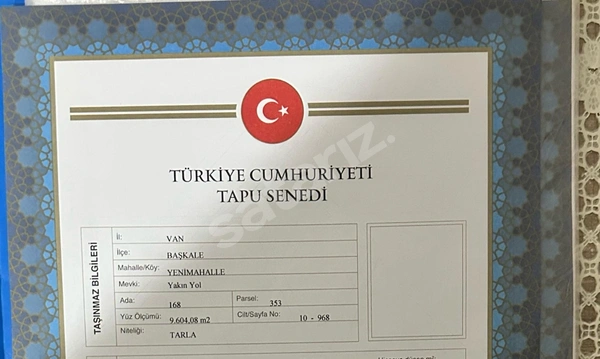 TÜRKİYE CUMHURİYETİ
TAPU SENEDİ
TAŞINMAZ BİLGİLERİ
İl: VAN
İlçe: BAŞKALE
Mahalle/Köy: YENİMAHALLE
Mevki: Yakın Yol
Ada: 168 Parsel: 353
Yüz Ölçümü: 9.604,08 m2 Cilt/Sayfa No: 10 - 968
Niteliği: TARLA